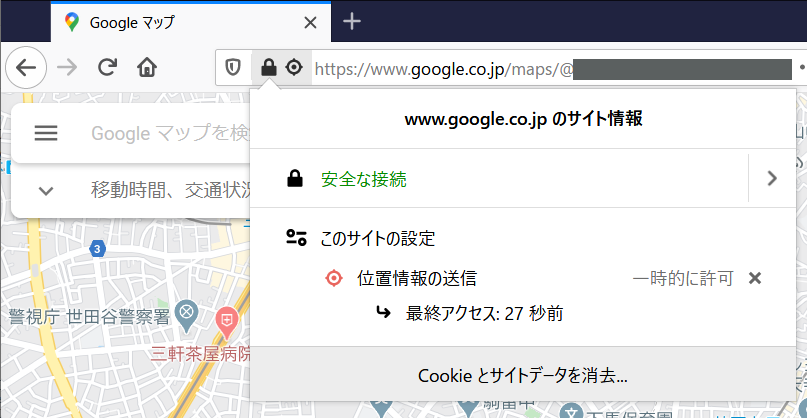 Google マップ
https://www.google.co.jp/maps/@
Google マップを検
移動時間、交通状況
3
警視庁 世田谷警察署
三軒茶屋病院
www.google.co.jp のサイト情報
安全な接続
このサイトの設定
位置情報の送信 一時的に許可
最終アクセス: 27 秒前
Cookie とサイトデータを消去...